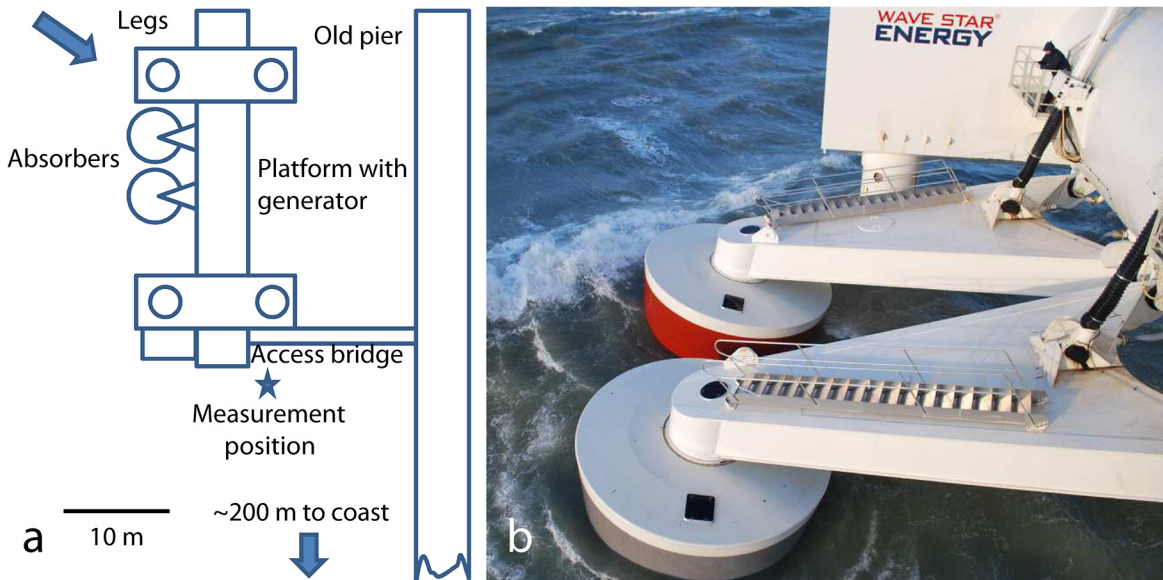 Legs
Old pier
Absorbers
Platform with
generator
Access bridge
Measurement
position
~200 m to coast
10 m
a
WAVE STAR®
ENERGY
b